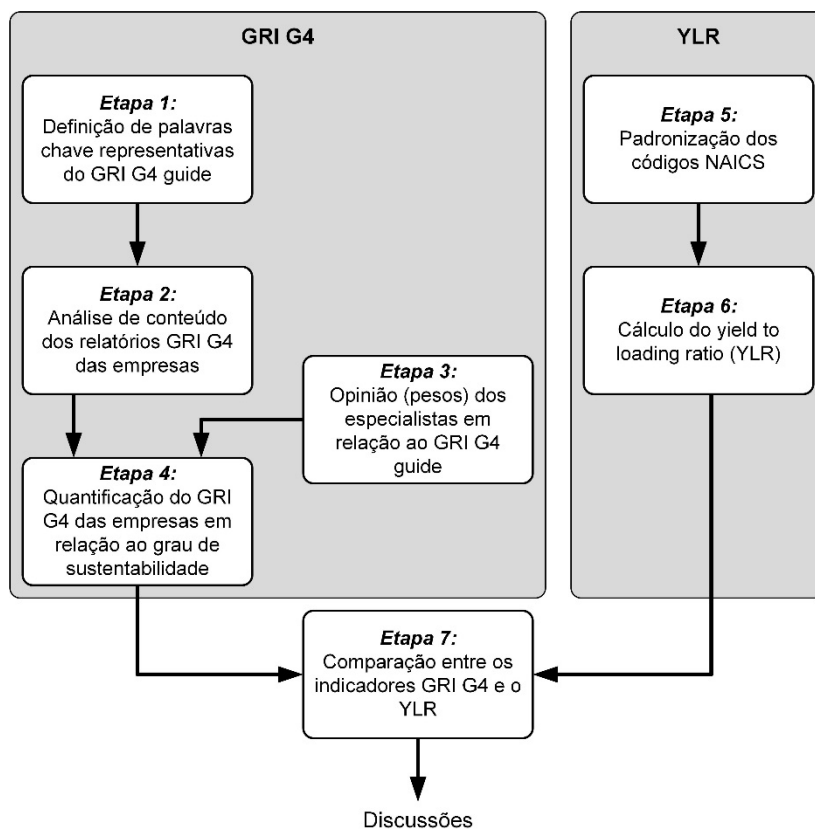 GRI G4
Etapa 1:
Definição de palavras
chave representativas
do GRI G4 guide
Etapa 2:
Análise de conteúdo
dos relatórios GRI G4
das empresas
Etapa 3:
Opinião (pesos) dos
especialistas em
relação ao GRI G4
guide
Etapa 4:
Quantificação do GRI
G4 das empresas em
relação ao grau de
sustentabilidade
YLR
Etapa 5:
Padronização dos
códigos NAICS
Etapa 6:
Cálculo do yield to
loading ratio (YLR)
Etapa 7:
Comparação entre os
indicadores GRI G4 e o
YLR
Discussões